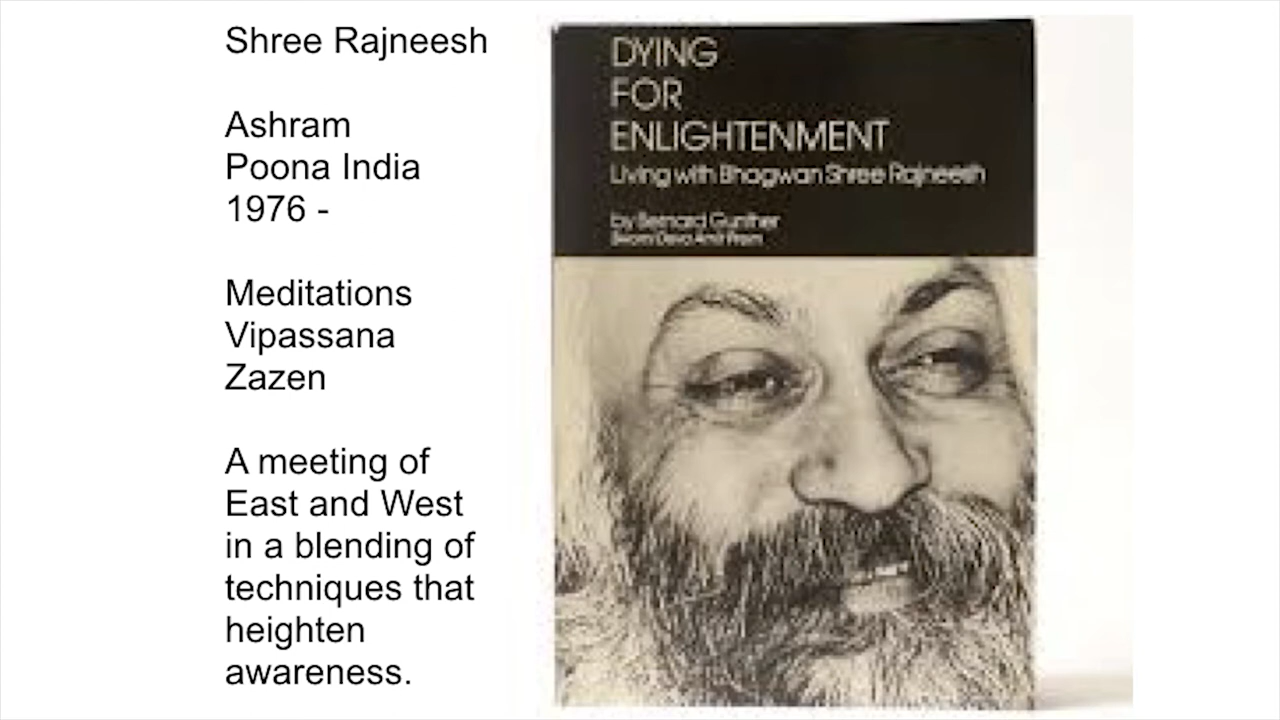 Shree Rajneesh
Ashram
Poona India
1976 -
Meditations
Vipassana
Zazen
A meeting of
East and West
in a blending of
techniques that
heighten
awareness.
DYING
FOR
ENLIGHTENMENT
Living with Bhagwan Shree Rajneesh
by Bernard Gunther
Swami Deva Amit Prem